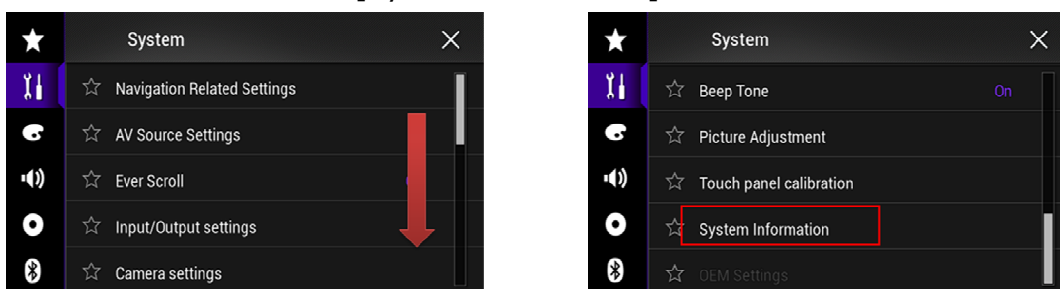 System
Navigation Related Settings
AV Source Settings
Ever Scroll
Input/Output settings
Camera settings
System
Beep Tone On
Picture Adjustment
Touch panel calibration
System Information
OEM Settings